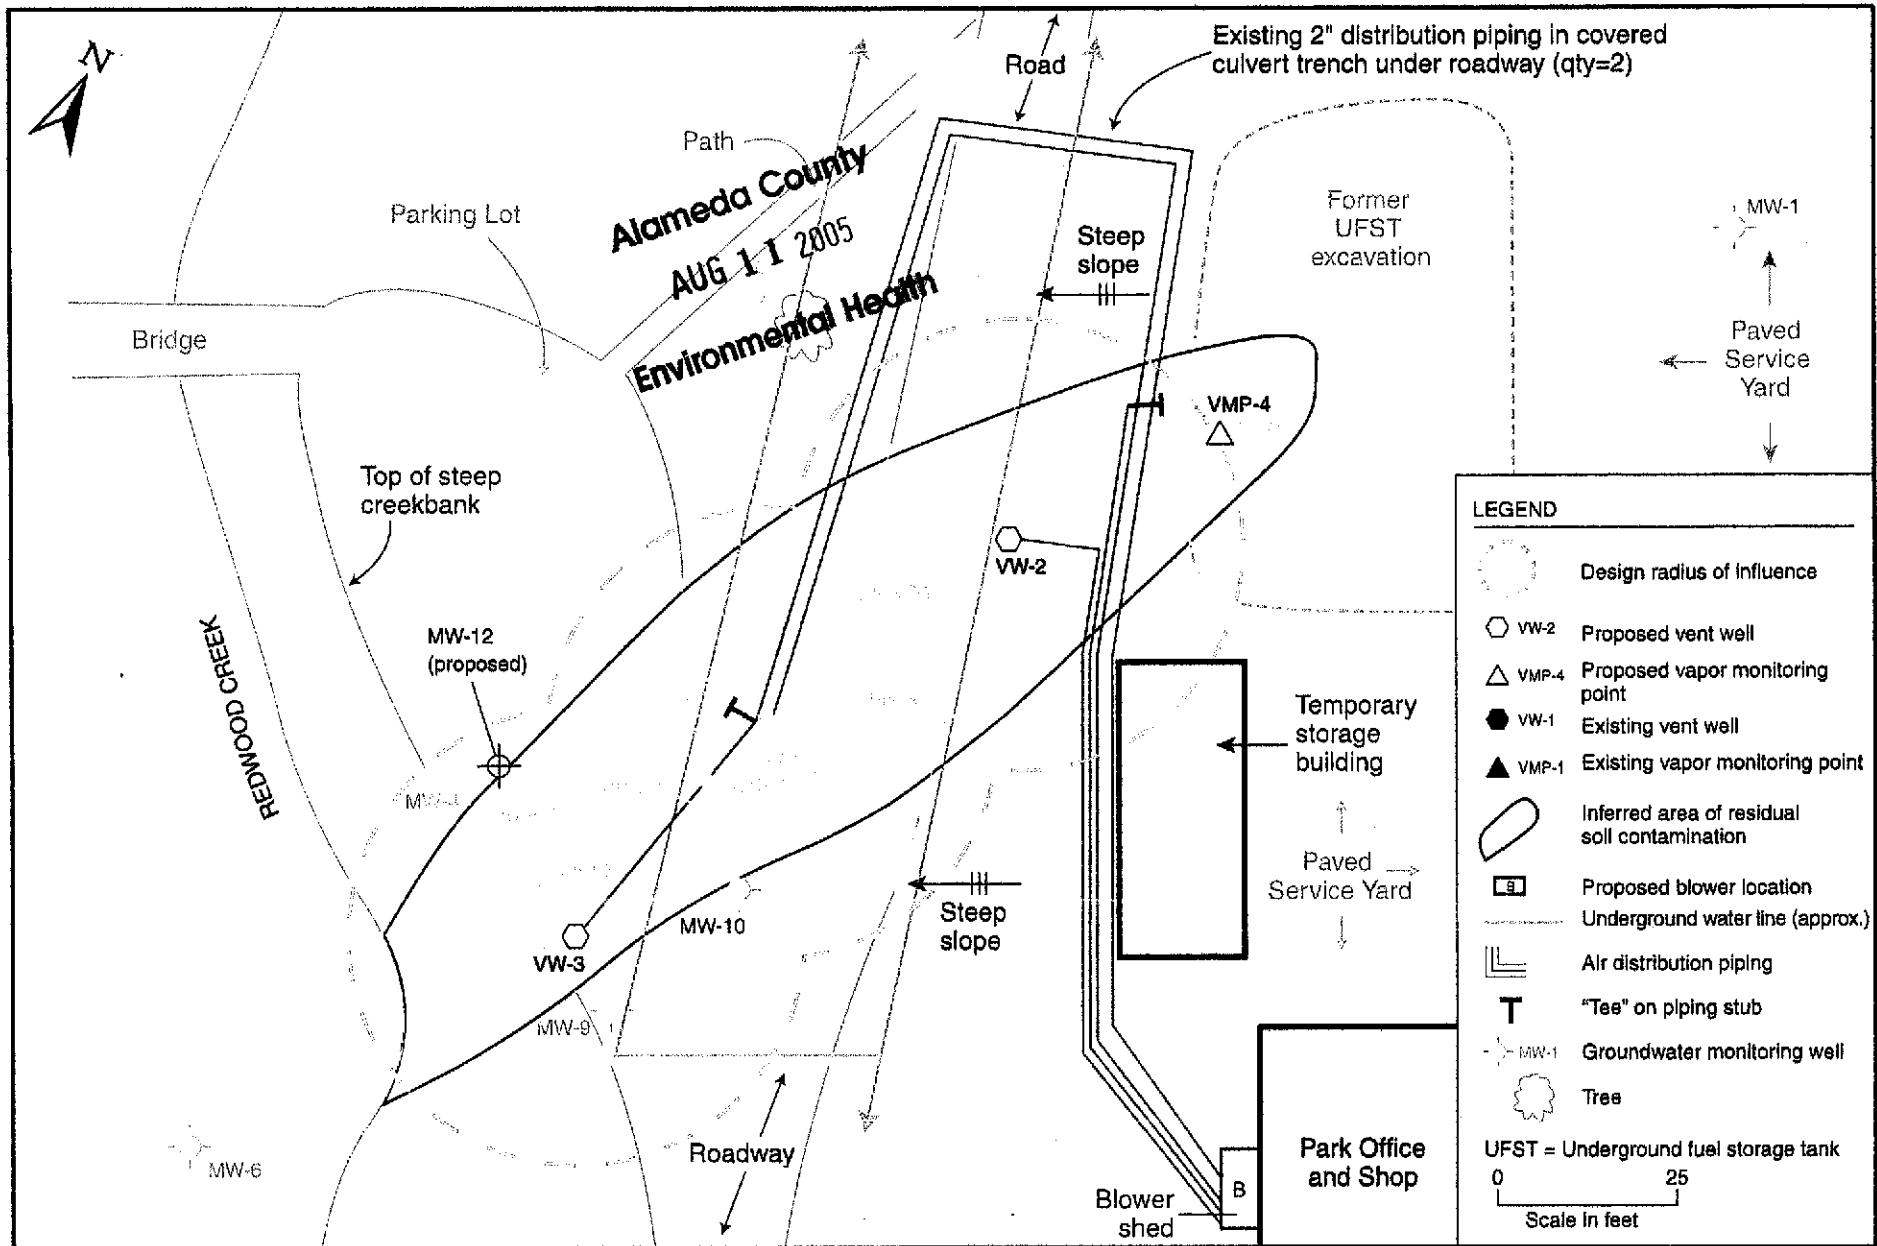 N
Road
Existing 2" distribution piping in covered
culvert trench under roadway (qty=2)
Path
Alameda County
AUG 11 2005
Environmental Health
Parking Lot
Steep
slope
Former
UFST
excavation
MW-1
Bridge
Paved
Service
Yard
VMP-4
Top of steep
creekbank
VW-2
REDWOOD CREEK
MW-12
(proposed)
MW-4
Temporary
storage
building
Paved
Service Yard
Steep
slope
MW-10
VW-3
MW-9
Roadway
MW-6
Park Office
and Shop
B
Blower
shed
LEGEND
Design radius of influence
VW-2 Proposed vent well
VMP-4 Proposed vapor monitoring
point
VW-1 Existing vent well
VMP-1 Existing vapor monitoring point
Inferred area of residual
soil contamination
B Proposed blower location
Underground water line (approx.)
Air distribution piping
"Tee" on piping stub
MW-1 Groundwater monitoring well
Tree
UFST = Underground fuel storage tank
0 25
Scale in feet